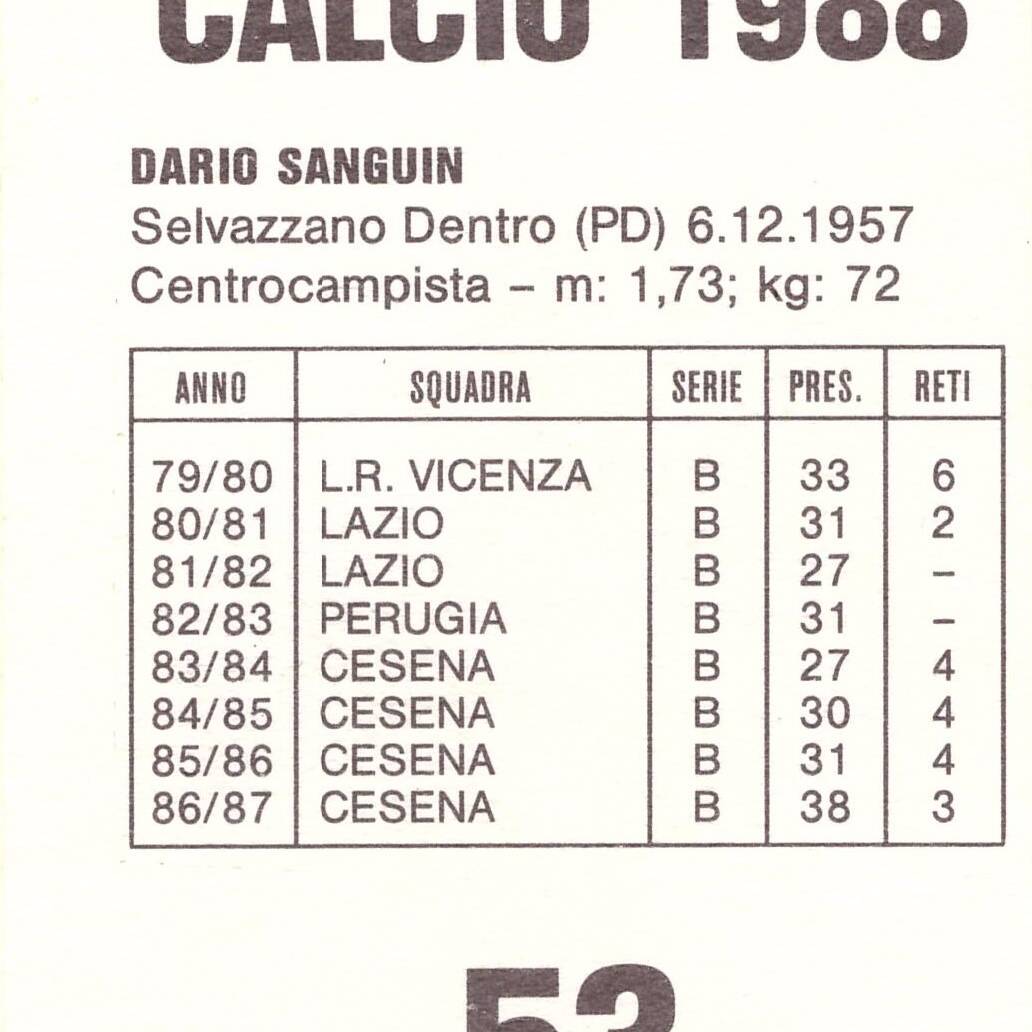 CALCIO 1988
DARIO SANGUIN
Selvazzano Dentro (PD) 6.12.1957
Centrocampista – m: 1,73; kg: 72
ANNO SQUADRA SERIE PRES. RETI
79/80 L.R. VICENZA B 33 6
80/81 LAZIO B 31 2
81/82 LAZIO B 27 –
82/83 PERUGIA B 31 –
83/84 CESENA B 27 4
84/85 CESENA B 30 4
85/86 CESENA B 31 4
86/87 CESENA B 38 3
53